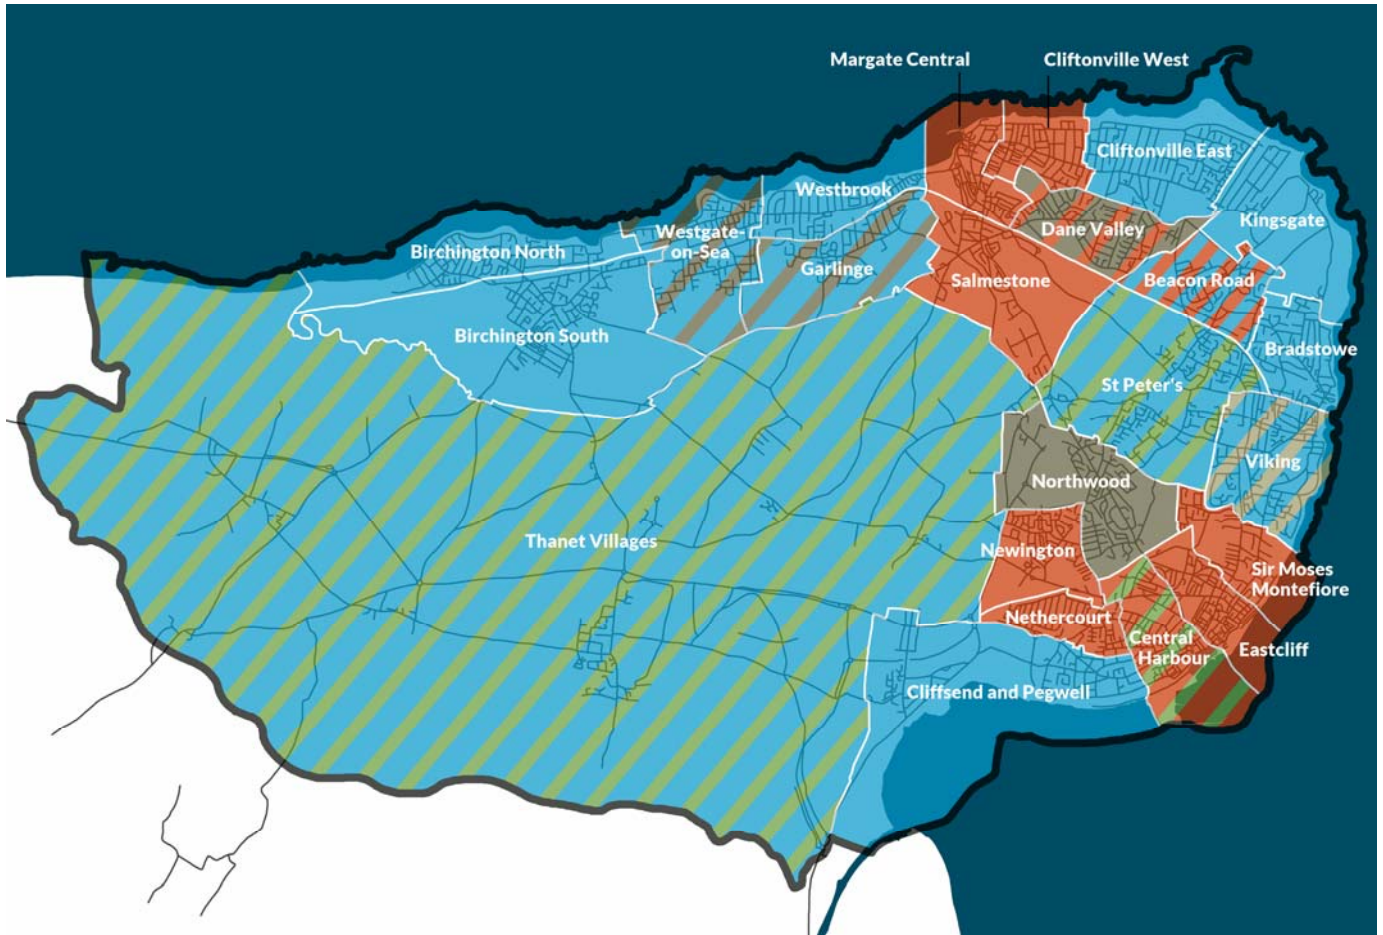 Margate Central
Cliftonville West
Cliftonville East
Westbrook
Kingsgate
Dane Valley
Westgate-
on-Sea
Birchington North
Garlinge
Salmestone
Beacon Road
Birchington South
Bradstowe
St Peter's
Viking
Northwood
Thanet Villages
Newington
Sir Moses
Montefiore
Nethercourt
Central
Harbour
Eastcliff
Cliffsend and Pegwell